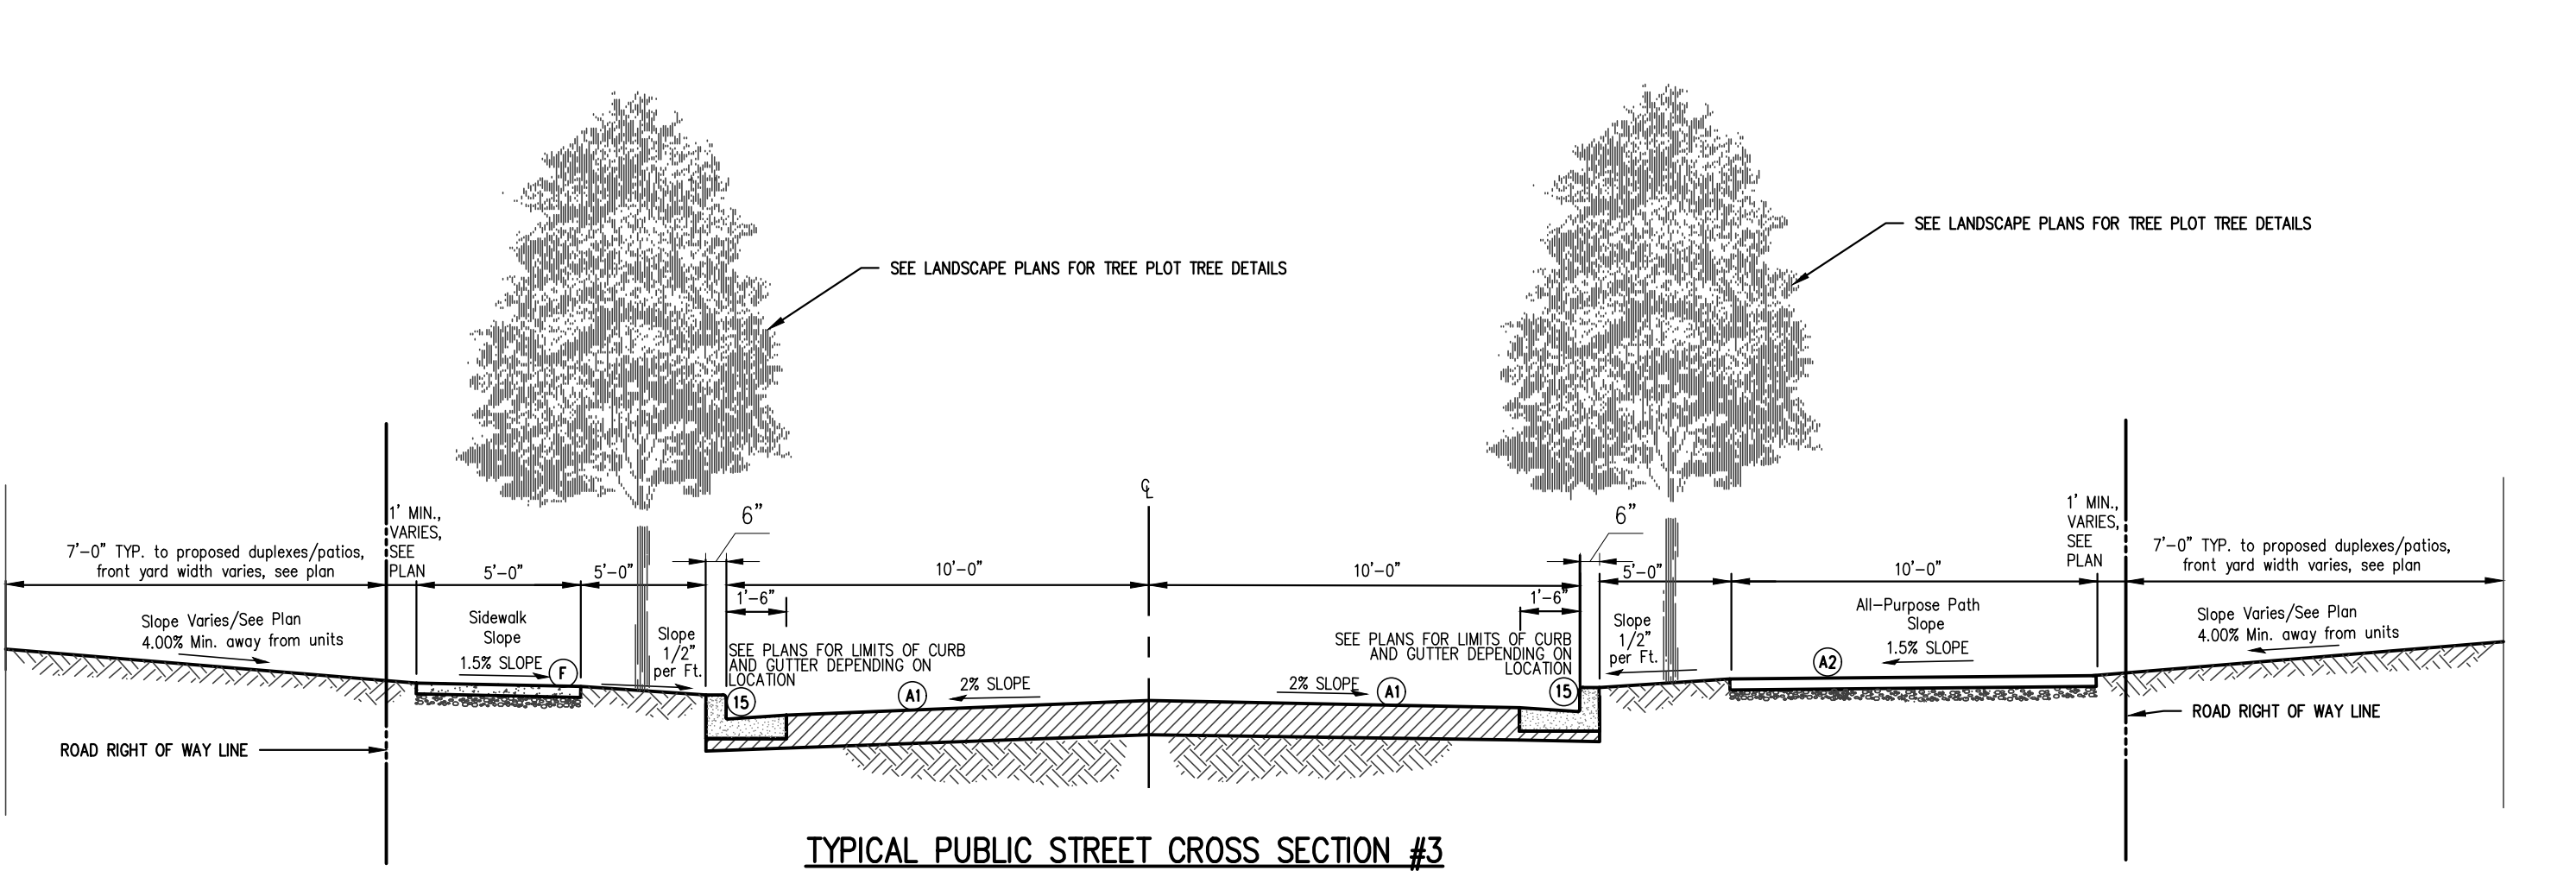 SEE LANDSCAPE PLANS FOR TREE PLOT TREE DETAILS
SEE LANDSCAPE PLANS FOR TREE PLOT TREE DETAILS
℄
1' MIN.,
VARIES,
SEE
PLAN
7'-0" TYP. to proposed duplexes/patios,
front yard width varies, see plan
5'-0"
5'-0"
6"
10'-0"
10'-0"
6"
5'-0"
10'-0"
1' MIN.,
VARIES,
SEE
PLAN
7'-0" TYP. to proposed duplexes/patios,
front yard width varies, see plan
1'-6"
1'-6"
Slope Varies/See Plan
4.00% Min. away from units
Sidewalk
Slope
1.5% SLOPE
F
Slope
1/2"
per Ft.
SEE PLANS FOR LIMITS OF CURB
AND GUTTER DEPENDING ON
LOCATION
15
A1
2% SLOPE
2% SLOPE
A1
SEE PLANS FOR LIMITS OF CURB
AND GUTTER DEPENDING ON
LOCATION
15
Slope
1/2"
per Ft.
All-Purpose Path
Slope
1.5% SLOPE
A2
Slope Varies/See Plan
4.00% Min. away from units
ROAD RIGHT OF WAY LINE
ROAD RIGHT OF WAY LINE
TYPICAL PUBLIC STREET CROSS SECTION #3